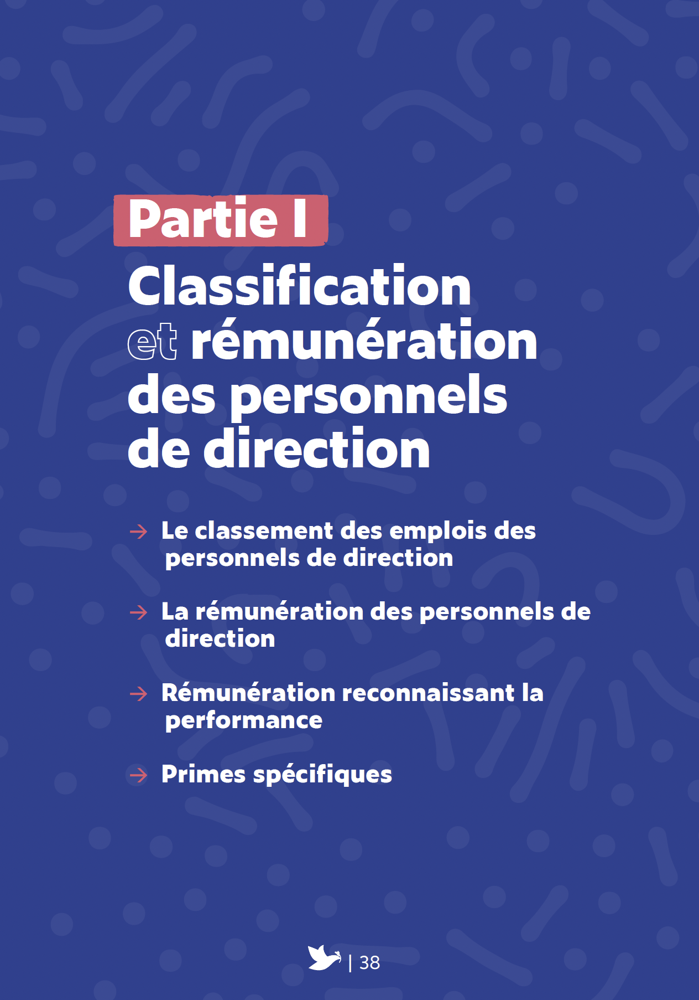 Partie I
Classification
et rémunération
des personnels
de direction
→ Le classement des emplois des
personnels de direction
→ La rémunération des personnels de
direction
→ Rémunération reconnaissant la
performance
→ Primes spécifiques
| 38